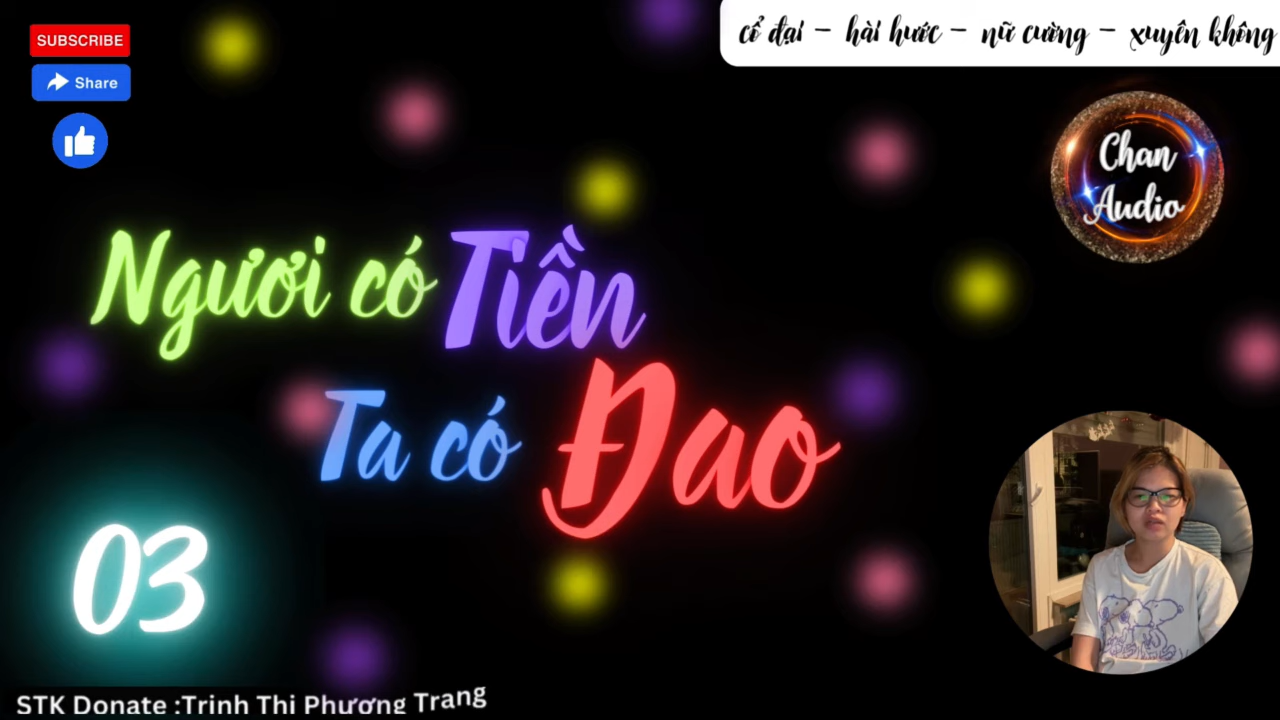 SUBSCRIBE
Share
cổ đại – hài hước – nữ cường – xuyên không
Chan
Audio
Ngươi có Tiền
Ta có Đao
03
STK Donate :Trinh Thi Phương Trang